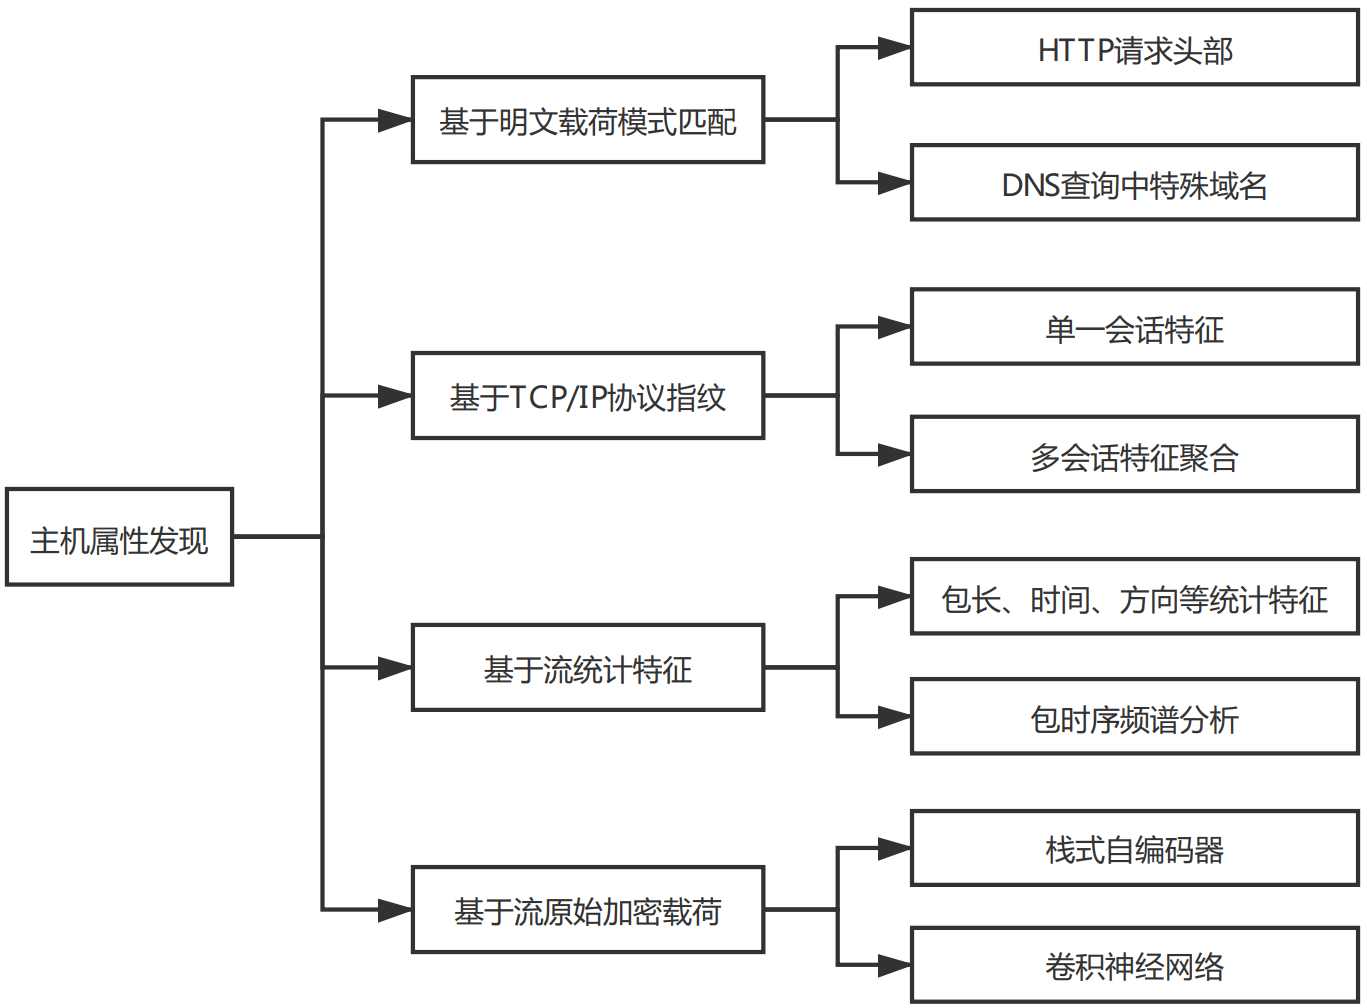 主机属性发现
基于明文载荷模式匹配
HTTP请求头部
DNS查询中特殊域名
基于TCP/IP协议指纹
单一会话特征
多会话特征聚合
基于流统计特征
包长、时间、方向等统计特征
包时序频谱分析
基于流原始加密载荷
栈式自编码器
卷积神经网络